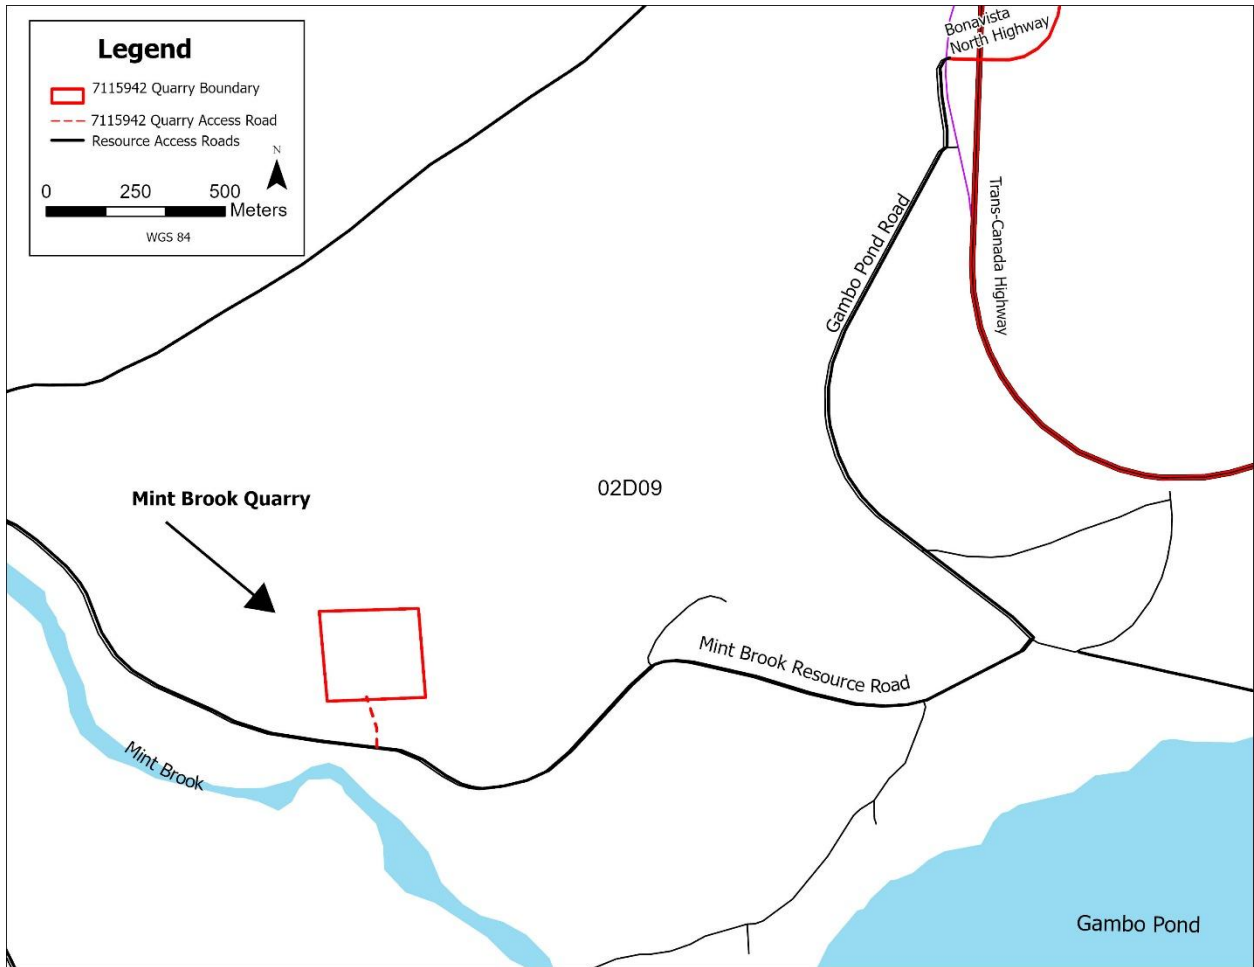 Legend
7115942 Quarry Boundary
7115942 Quarry Access Road
Resource Access Roads
N
0 250 500
Meters
WGS 84
Bonavista
North Highway
Trans-Canada Highway
Gambo Pond Road
02D09
Mint Brook Quarry
Mint Brook Resource Road
Mint Brook
Gambo Pond